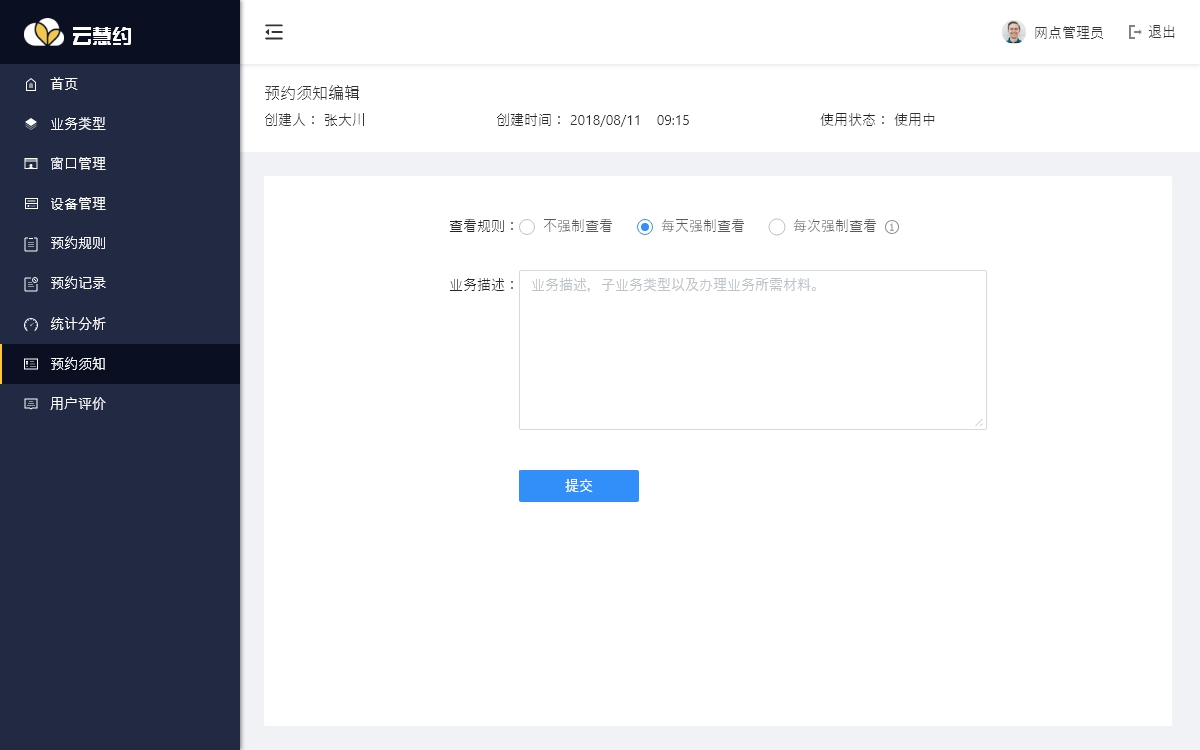 云慧约
网点管理员 退出
首页
业务类型
窗口管理
设备管理
预约规则
预约记录
统计分析
预约须知
用户评价
预约须知编辑
创建人： 张大川 创建时间： 2018/08/11 09:15 使用状态： 使用中
查看规则： 不强制查看 每天强制查看 每次强制查看
业务描述： 业务描述，子业务类型以及办理业务所需材料。
提交